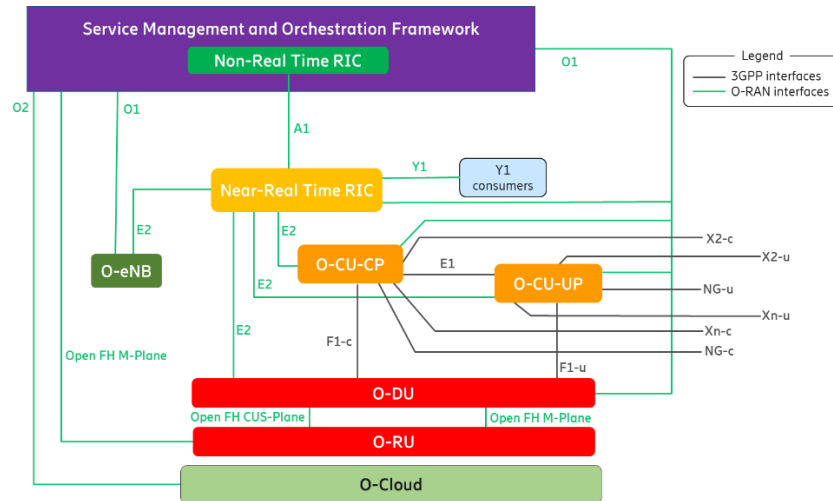 Service Management and Orchestration Framework
Non-Real Time RIC
Legend
3GPP interfaces
O-RAN interfaces
O1
O2
O1
A1
Y1
Y1
consumers
Near-Real Time RIC
E2
E2
O-eNB
O-CU-CP
E1
X2-c
X2-u
E2
O-CU-UP
NG-u
Xn-u
E2
Xn-c
F1-c
NG-c
Open FH M-Plane
F1-u
O-DU
Open FH CUS-Plane
Open FH M-Plane
O-RU
O-Cloud